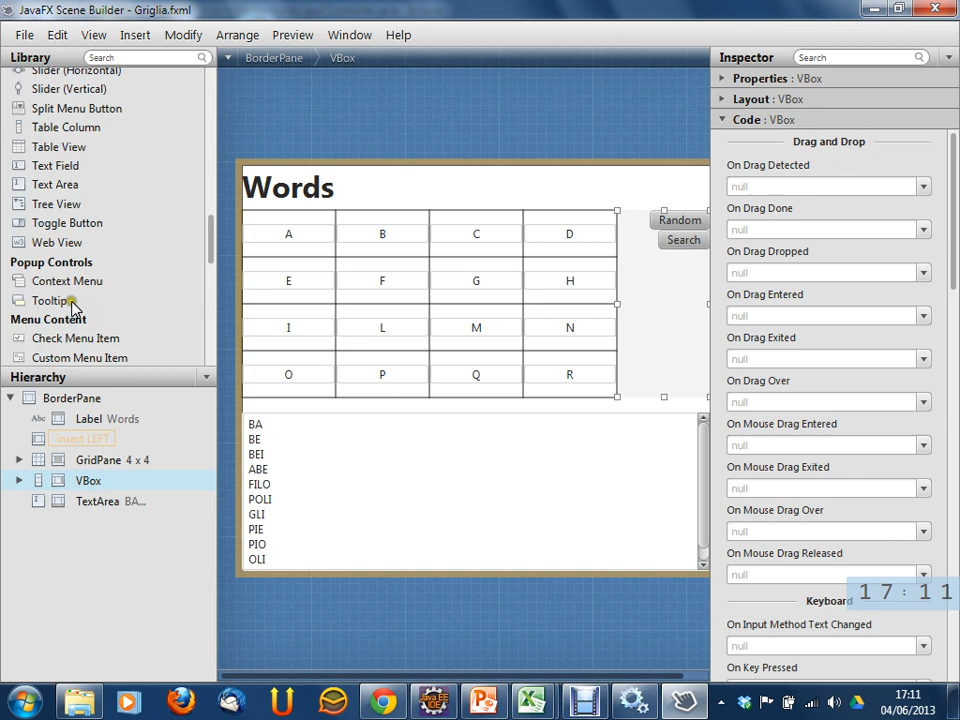 JavaFX Scene Builder - Griglia.fxml
File Edit View Insert Modify Arrange Preview Window Help
Library Search
BorderPane VBox
Inspector Search
Slider (Horizontal)
Slider (Vertical)
Split Menu Button
Table Column
Table View
Text Field
Text Area
Tree View
Toggle Button
Web View
Popup Controls
Context Menu
Tooltip
Menu Content
Check Menu Item
Custom Menu Item
Hierarchy
BorderPane
Abc Label Words
insert LEFT
GridPane 4 x 4
VBox
TextArea BA...
Words
A B C D
E F G H
I L M N
O P Q R
Random
Search
BA
BE
BEI
ABE
FILO
POLI
GLI
PIE
PIO
OLI
Properties : VBox
Layout : VBox
Code : VBox
Drag and Drop
On Drag Detected
null
On Drag Done
null
On Drag Dropped
null
On Drag Entered
null
On Drag Exited
null
On Drag Over
null
On Mouse Drag Entered
null
On Mouse Drag Exited
null
On Mouse Drag Over
null
On Mouse Drag Released
null
17:11
Keyboard
On Input Method Text Changed
null
On Key Pressed
null
Java EE
IDE
17:11
04/06/2013